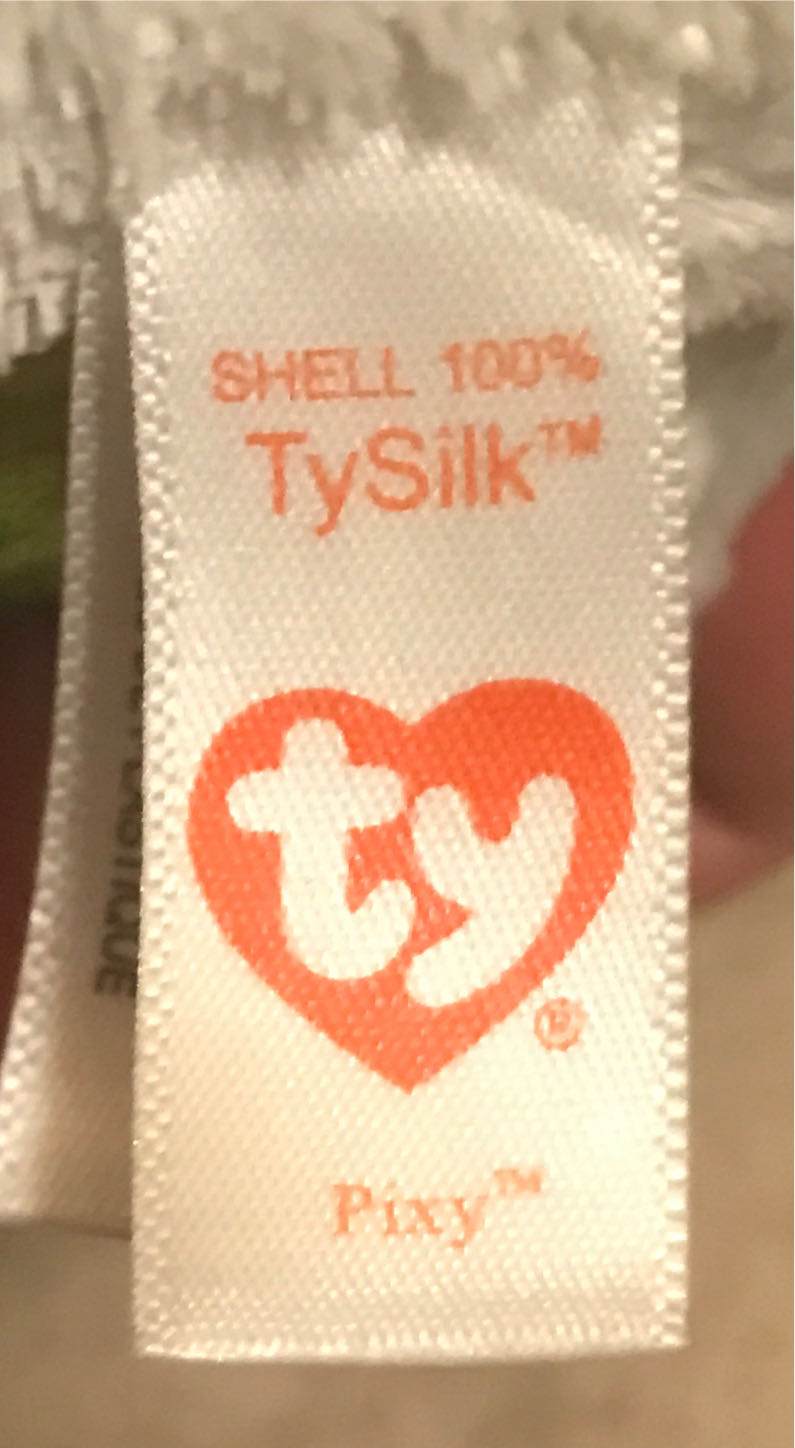 SHELL 100%
TySilk™
ty®
Pixy™